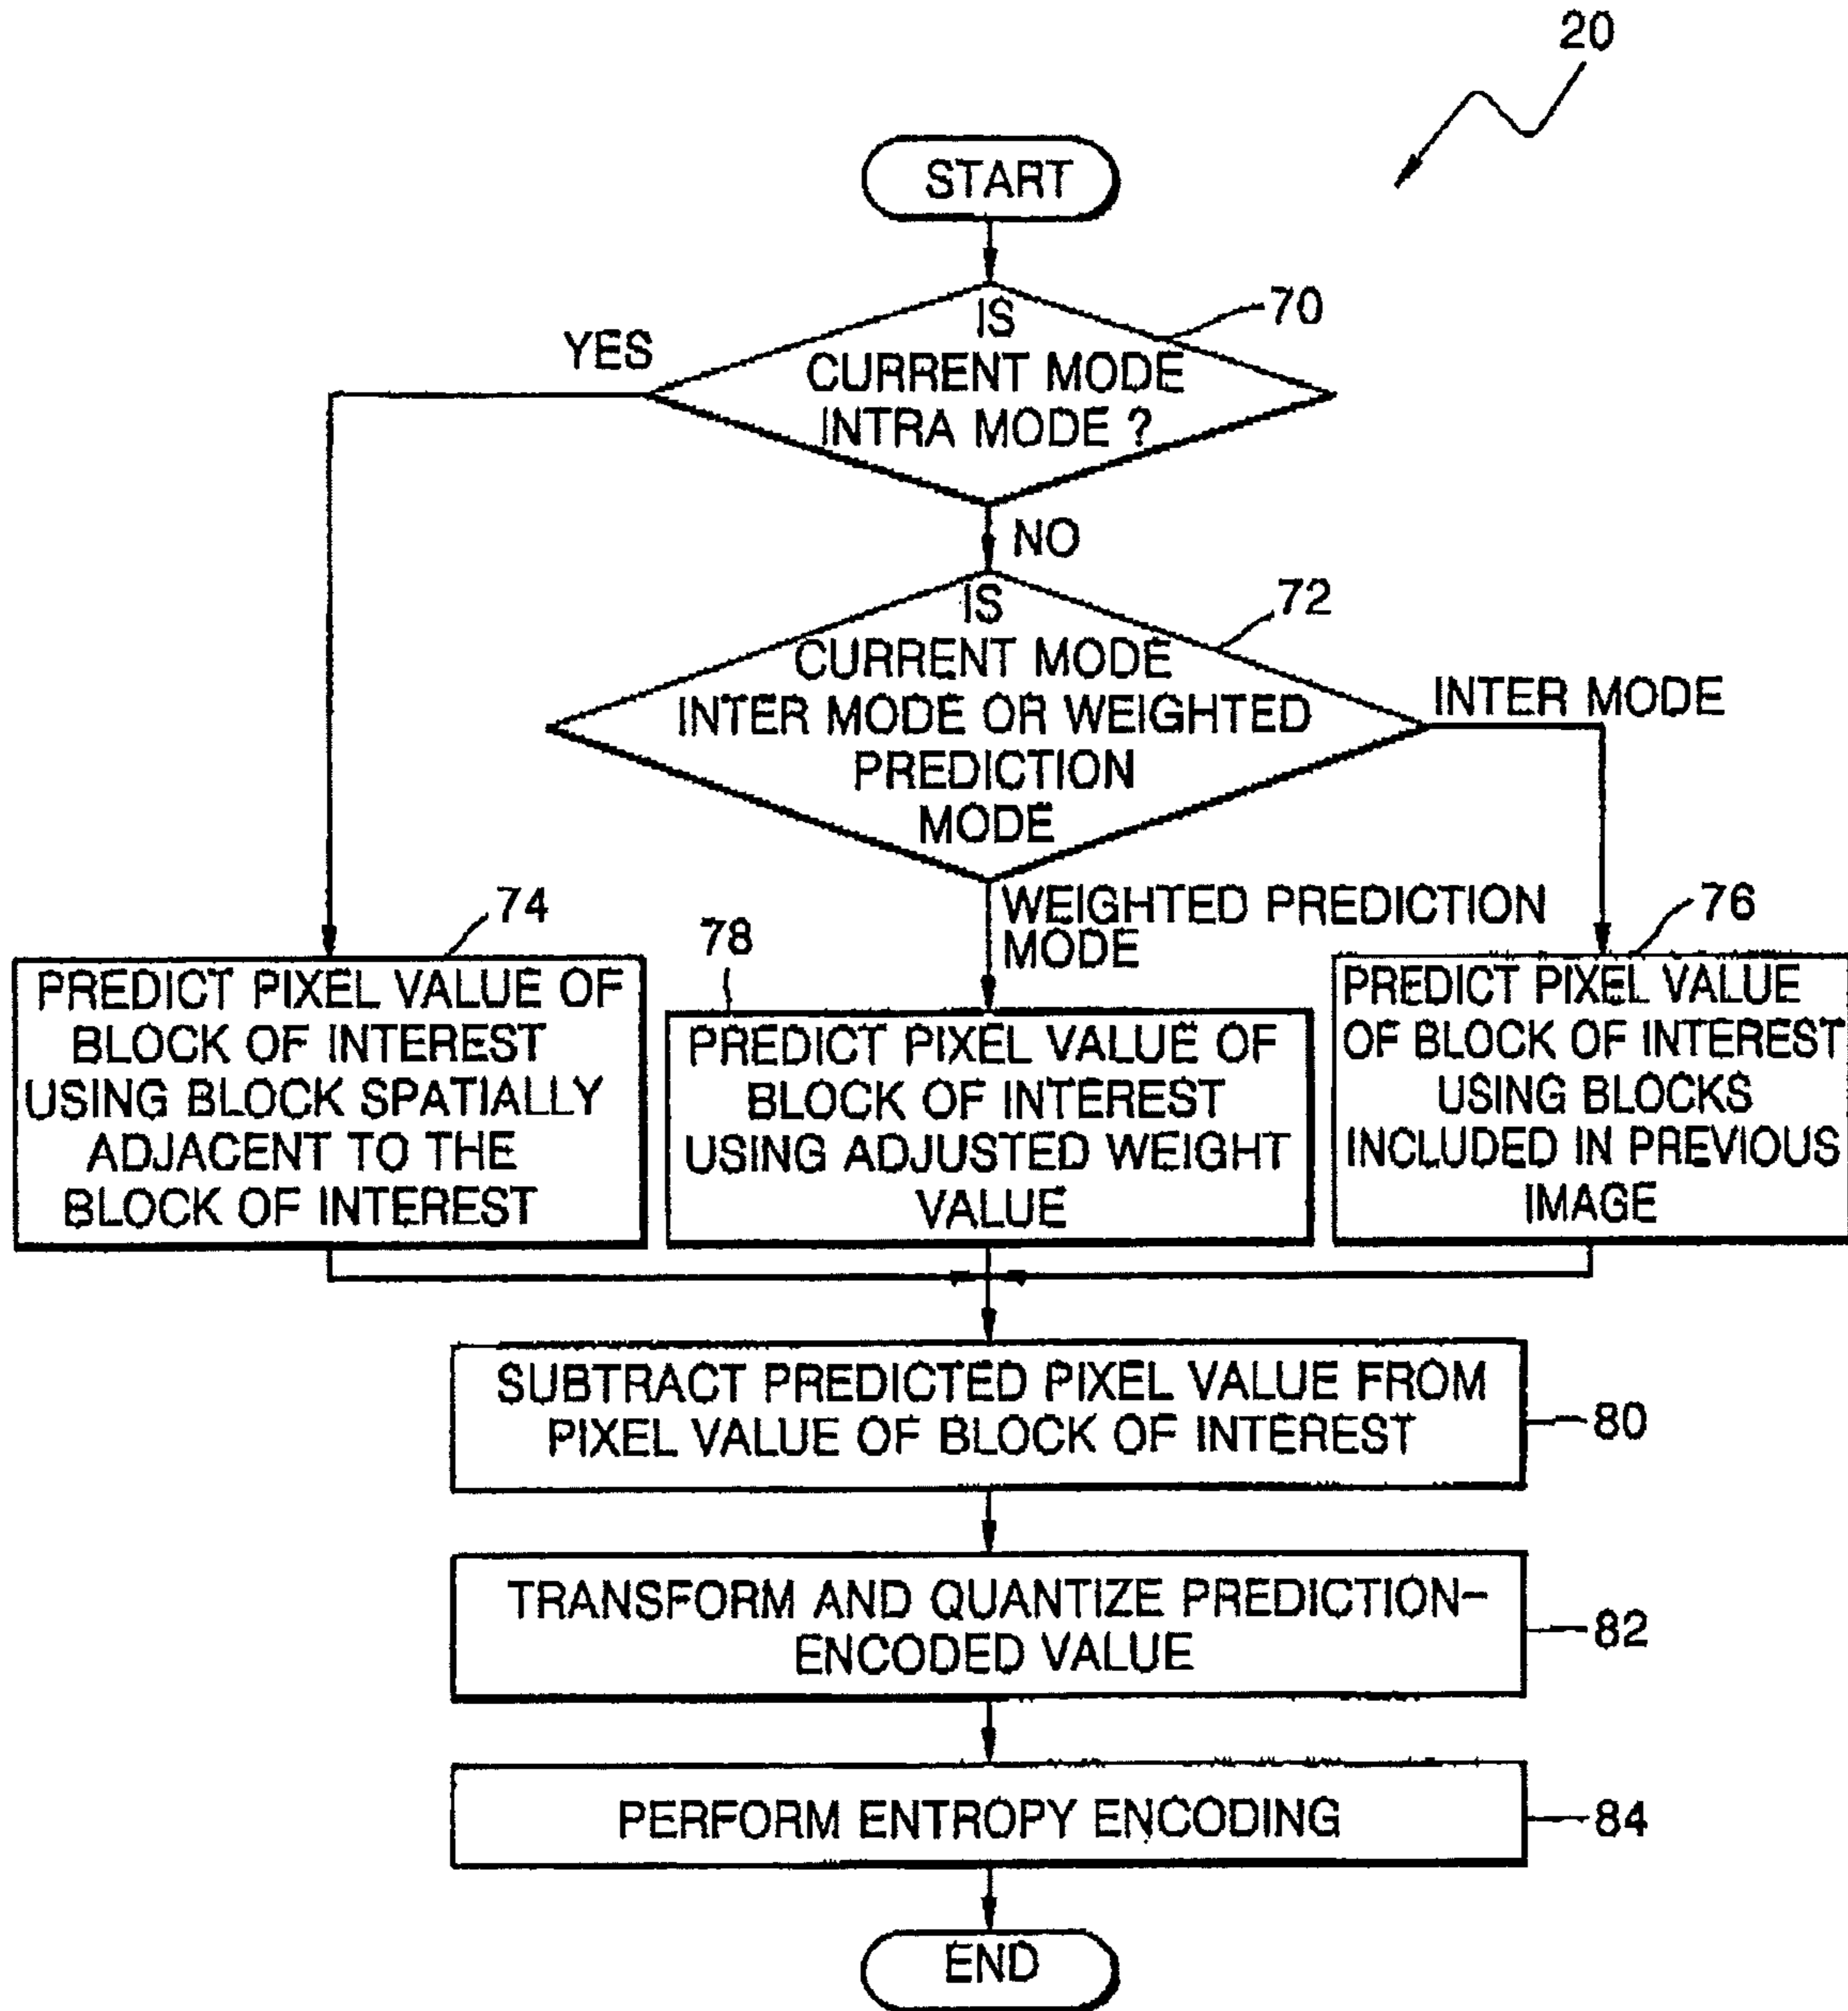 20
START
70
IS
CURRENT MODE
INTRA MODE ?
YES
NO
72
IS
CURRENT MODE
INTER MODE OR WEIGHTED
PREDICTION
MODE
INTER MODE
WEIGHTED PREDICTION
MODE
74
PREDICT PIXEL VALUE OF
BLOCK OF INTEREST
USING BLOCK SPATIALLY
ADJACENT TO THE
BLOCK OF INTEREST
78
PREDICT PIXEL VALUE OF
BLOCK OF INTEREST
USING ADJUSTED WEIGHT
VALUE
76
PREDICT PIXEL VALUE
OF BLOCK OF INTEREST
USING BLOCKS
INCLUDED IN PREVIOUS
IMAGE
SUBTRACT PREDICTED PIXEL VALUE FROM
PIXEL VALUE OF BLOCK OF INTEREST
80
TRANSFORM AND QUANTIZE PREDICTION-
ENCODED VALUE
82
PERFORM ENTROPY ENCODING
84
END